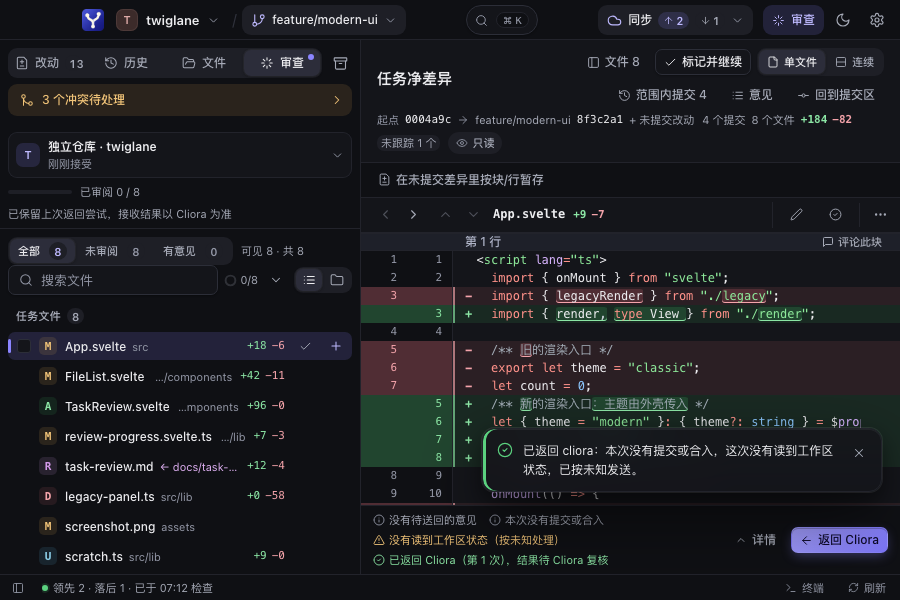 T twiglane / feature/modern-ui ⌘ K 同步 ↑ 2 ↓ 1 审查
改动 13 历史 文件 审查
3 个冲突待处理
T 独立仓库 · twiglane
刚刚接受
已审阅 0 / 8
已保留上次返回尝试，接收结果以 Cliora 为准
全部 8 未审阅 8 有意见 0 可见 8 · 共 8
搜索文件 0/8
任务文件 8
M App.svelte src +18 −6
M FileList.svelte …/components +42 −11
A TaskReview.svelte …mponents +96 −0
M review-progress.svelte.ts …/lib +7 −3
R task-review.md ← docs/task-… +12 −4
D legacy-panel.ts src/lib +0 −58
M screenshot.png assets
U scratch.ts src/lib +9 −0
任务净差异
文件 8 标记并继续 单文件 连续
范围内提交 4 意见 回到提交区
起点 0004a9c → feature/modern-ui 8f3c2a1 + 未提交改动 4 个提交 8 个文件 +184 −82
未跟踪 1 个 只读
在未提交差异里按块/行暂存
App.svelte +9 −7
第 1 行 评论此块
1 1 <script lang="ts">
2 2 import { onMount } from "svelte";
3 − import { legacyRender } from "./legacy";
3 + import { render, type View } from "./render";
4 4
5 − /** 旧的渲染入口 */
6 − export let theme = "classic";
7 − let count = 0;
5 + /** 新的渲染入口：主题由外壳传入 */
6 + let { theme = "modern" }: { theme?: string } = $pro
7 +
8 +
8 9
9 10 onMount(() => {
已返回 cliora：本次没有提交或合入，这次没有读到工作区
状态，已按未知发送。
没有待送回的意见 本次没有提交或合入
没有读到工作区状态（按未知处理）
已返回 Cliora（第 1 次），结果待 Cliora 复核
详情 返回 Cliora
领先 2 · 落后 1 · 已于 07:12 检查 终端 刷新